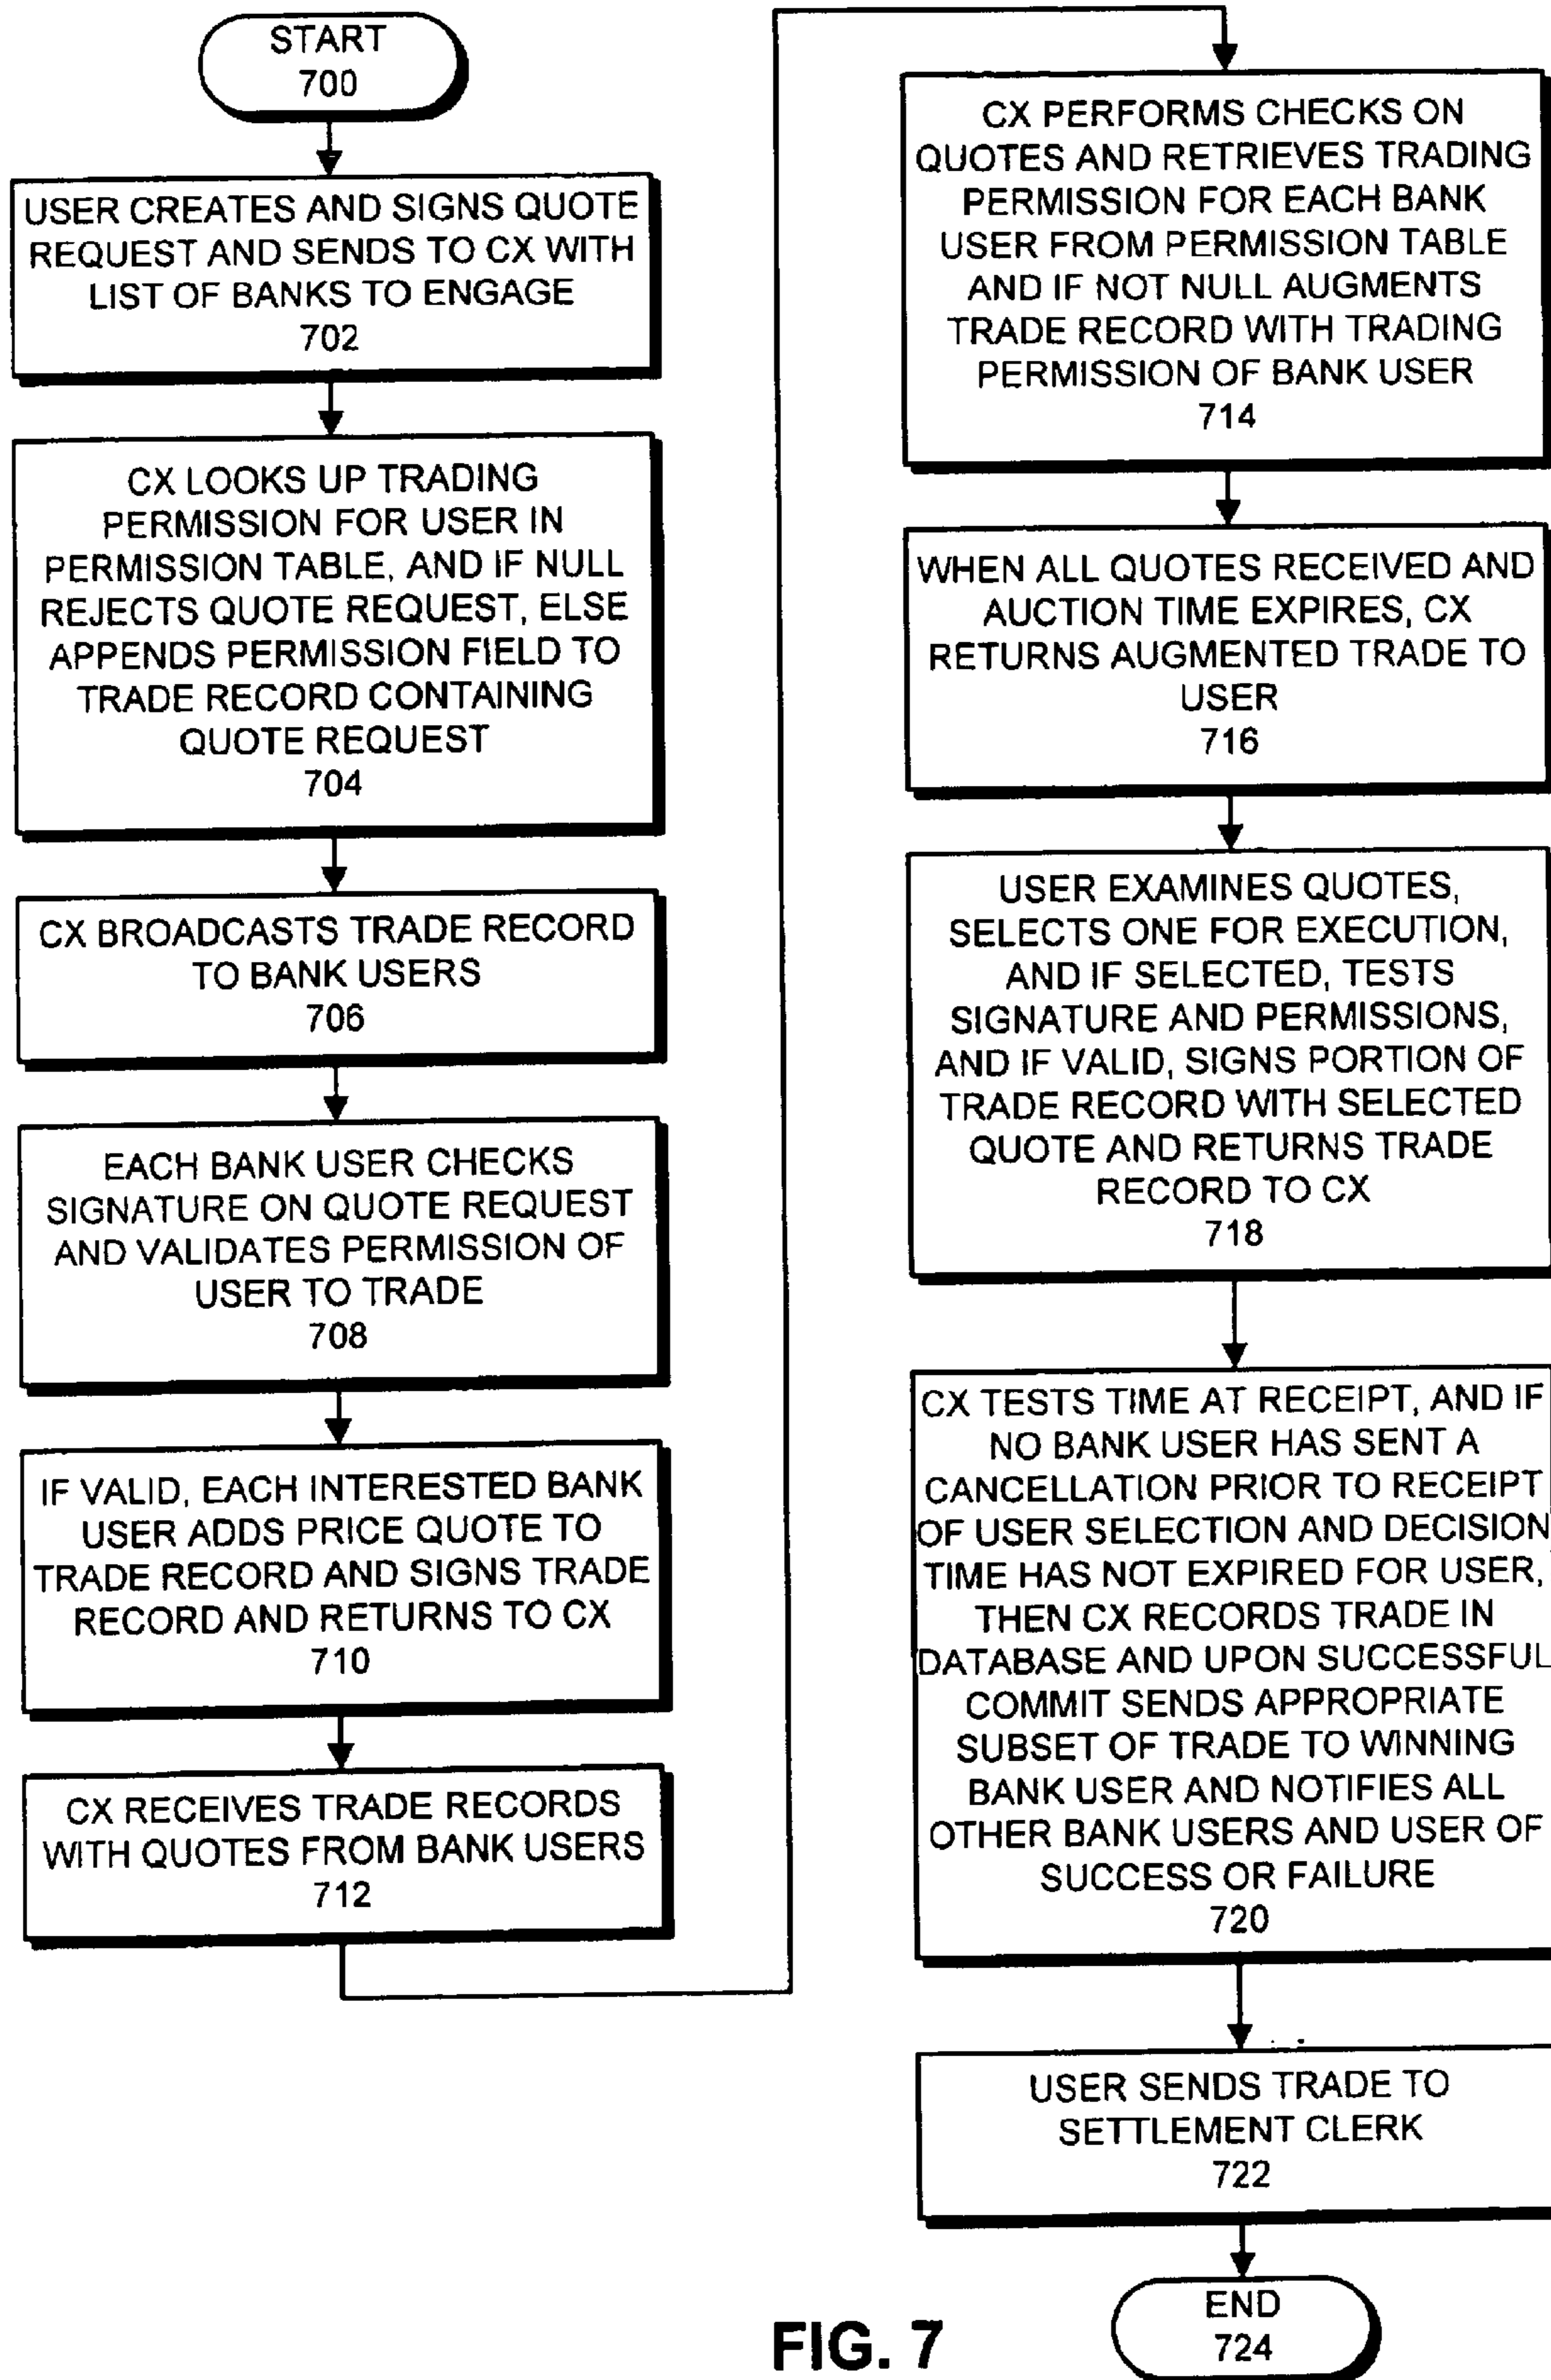 START
700
USER CREATES AND SIGNS QUOTE
REQUEST AND SENDS TO CX WITH
LIST OF BANKS TO ENGAGE
702
CX LOOKS UP TRADING
PERMISSION FOR USER IN
PERMISSION TABLE, AND IF NULL
REJECTS QUOTE REQUEST, ELSE
APPENDS PERMISSION FIELD TO
TRADE RECORD CONTAINING
QUOTE REQUEST
704
CX BROADCASTS TRADE RECORD
TO BANK USERS
706
EACH BANK USER CHECKS
SIGNATURE ON QUOTE REQUEST
AND VALIDATES PERMISSION OF
USER TO TRADE
708
IF VALID, EACH INTERESTED BANK
USER ADDS PRICE QUOTE TO
TRADE RECORD AND SIGNS TRADE
RECORD AND RETURNS TO CX
710
CX RECEIVES TRADE RECORDS
WITH QUOTES FROM BANK USERS
712
CX PERFORMS CHECKS ON
QUOTES AND RETRIEVES TRADING
PERMISSION FOR EACH BANK
USER FROM PERMISSION TABLE
AND IF NOT NULL AUGMENTS
TRADE RECORD WITH TRADING
PERMISSION OF BANK USER
714
WHEN ALL QUOTES RECEIVED AND
AUCTION TIME EXPIRES, CX
RETURNS AUGMENTED TRADE TO
USER
716
USER EXAMINES QUOTES,
SELECTS ONE FOR EXECUTION,
AND IF SELECTED, TESTS
SIGNATURE AND PERMISSIONS,
AND IF VALID, SIGNS PORTION OF
TRADE RECORD WITH SELECTED
QUOTE AND RETURNS TRADE
RECORD TO CX
718
CX TESTS TIME AT RECEIPT, AND IF
NO BANK USER HAS SENT A
CANCELLATION PRIOR TO RECEIPT
OF USER SELECTION AND DECISION
TIME HAS NOT EXPIRED FOR USER,
THEN CX RECORDS TRADE IN
DATABASE AND UPON SUCCESSFUL
COMMIT SENDS APPROPRIATE
SUBSET OF TRADE TO WINNING
BANK USER AND NOTIFIES ALL
OTHER BANK USERS AND USER OF
SUCCESS OR FAILURE
720
USER SENDS TRADE TO
SETTLEMENT CLERK
722
END
724
FIG. 7